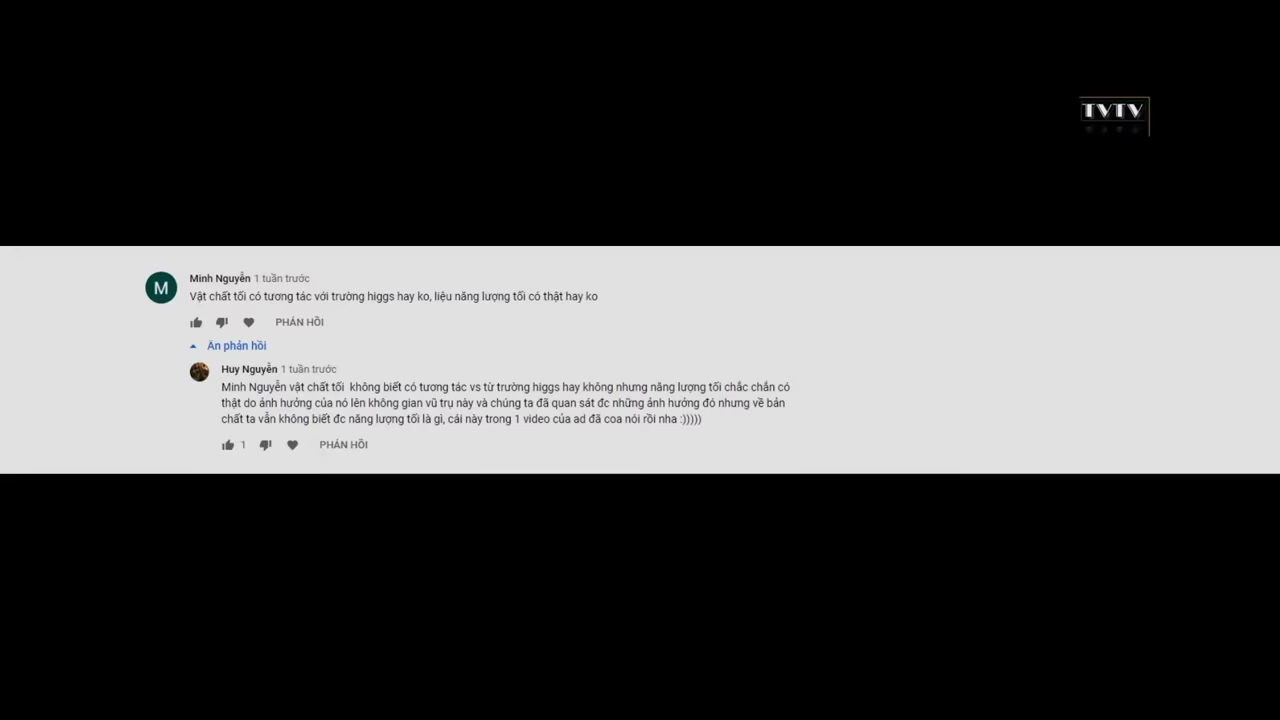 TVTV
M
Minh Nguyễn 1 tuần trước
Vật chất tối có tương tác với trường higgs hay ko, liệu năng lượng tối có thật hay ko
PHẢN HỒI
Ẩn phản hồi
Huy Nguyễn 1 tuần trước
Minh Nguyễn vật chất tối không biết có tương tác vs từ trường higgs hay không nhưng năng lượng tối chắc chắn có
thật do ảnh hưởng của nó lên không gian vũ trụ này và chúng ta đã quan sát đc những ảnh hưởng đó nhưng về bản
chất ta vẫn không biết đc năng lượng tối là gì, cái này trong 1 video của ad đã coa nói rồi nha :)))))
1 PHẢN HỒI